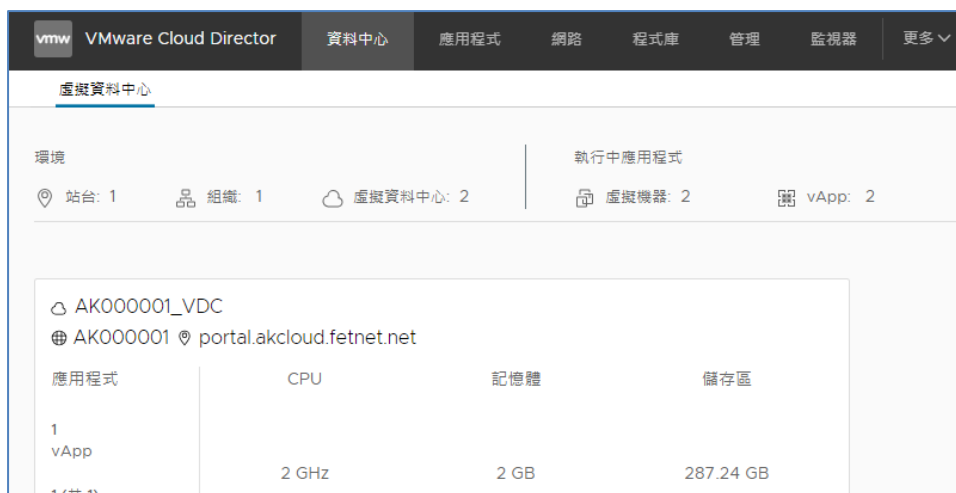 vmw VMware Cloud Director 資料中心 應用程式 網路 程式庫 管理 監視器 更多
虛擬資料中心
環境 執行中應用程式
站台: 1 組織: 1 虛擬資料中心: 2 虛擬機器: 2 vApp: 2
AK000001_VDC
AK000001 portal.akcloud.fetnet.net
應用程式 CPU 記憶體 儲存區
1
vApp
2 GHz 2 GB 287.24 GB